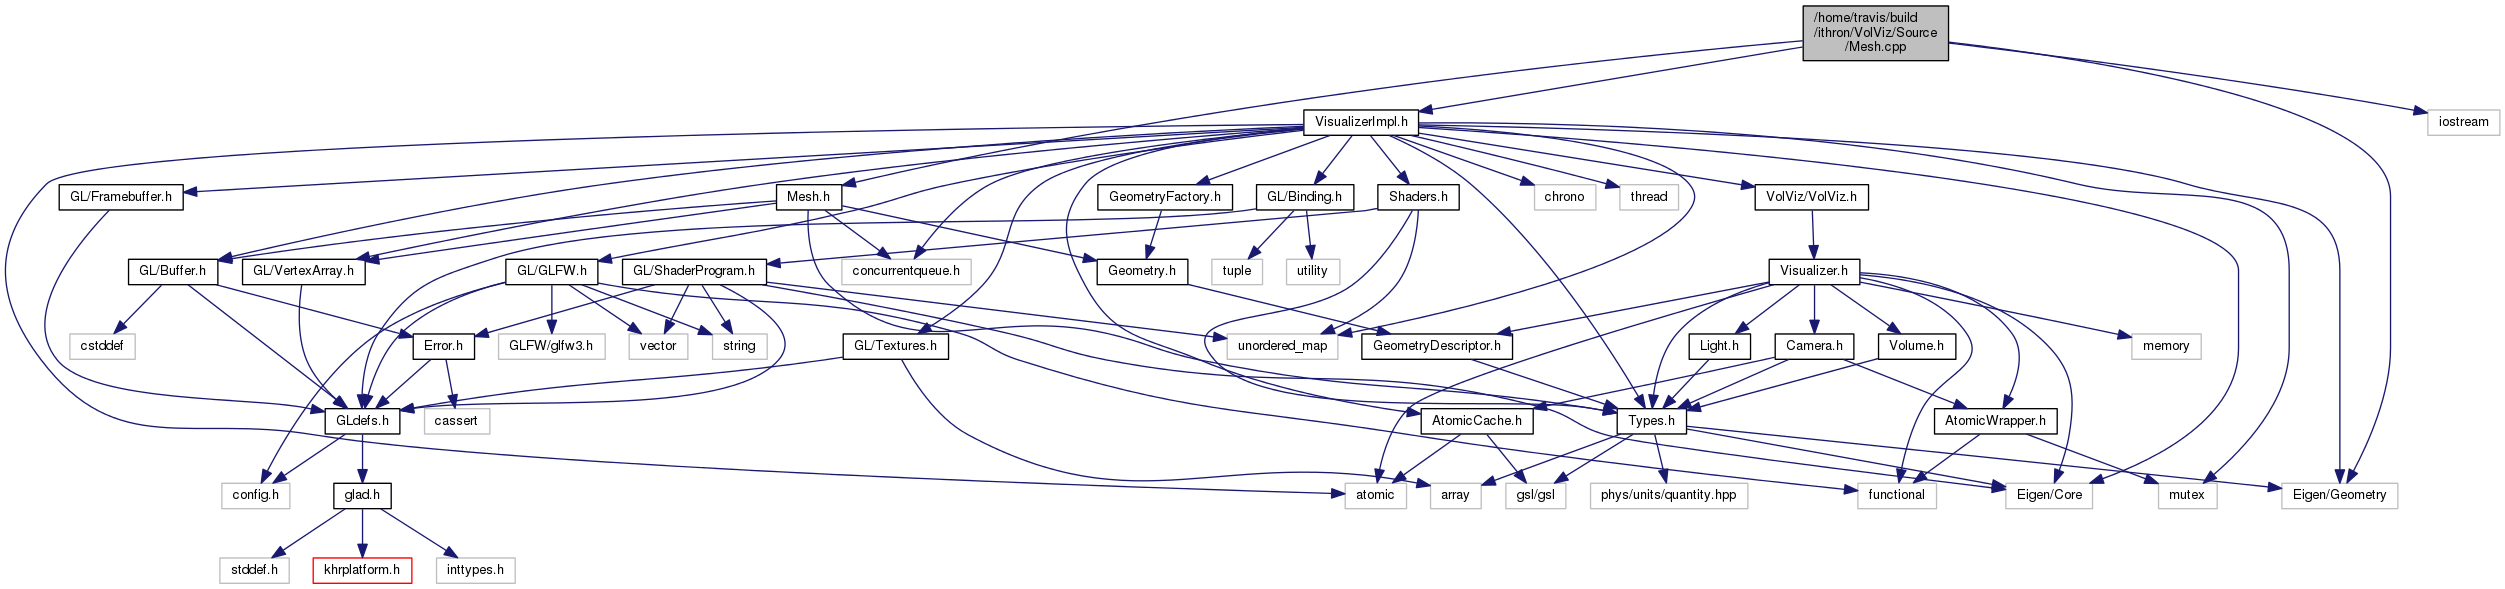 /home/travis/build
/ithron/VolViz/Source
/Mesh.cpp
VisualizerImpl.h
iostream
GL/Framebuffer.h
Mesh.h
GeometryFactory.h
GL/Binding.h
Shaders.h
chrono
thread
VolViz/VolViz.h
GL/Buffer.h
GL/VertexArray.h
GL/GLFW.h
GL/ShaderProgram.h
concurrentqueue.h
Geometry.h
tuple
utility
Visualizer.h
cstddef
Error.h
GLFW/glfw3.h
vector
string
GL/Textures.h
unordered_map
GeometryDescriptor.h
Light.h
Camera.h
Volume.h
memory
GLdefs.h
cassert
AtomicCache.h
Types.h
AtomicWrapper.h
config.h
glad.h
atomic
array
gsl/gsl
phys/units/quantity.hpp
functional
Eigen/Core
mutex
Eigen/Geometry
stddef.h
khrplatform.h
inttypes.h